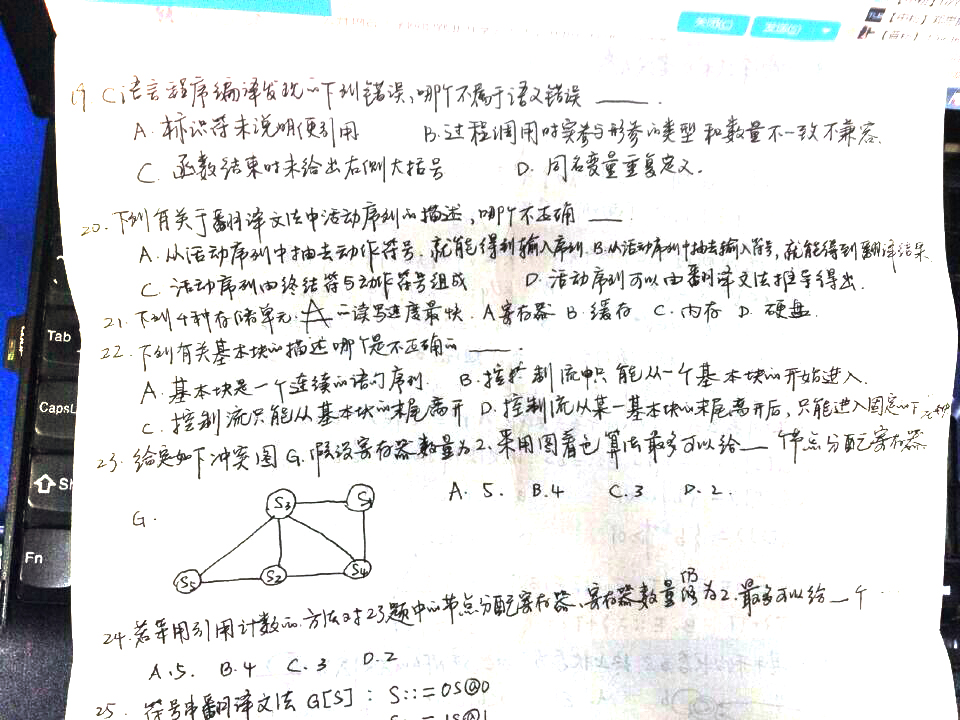 关闭(C) 发送(S)
19 C语言程序编译发现的下列错误,哪个不属于语义错误 ____.
A. 标识符未说明便引用 B. 过程调用时实参与形参的类型和数量不一致不兼容
C. 函数结束时未给出右侧大括号 D. 同名变量重复定义.
20. 下列有关于翻译文法中活动序列的描述,哪个不正确 ____.
A. 从活动序列中抽去动作符号,就能得到输入序列. B. 从活动序列中抽去输入符号,就能得到翻译结果
C. 活动序列由终结符与动作符号组成 D. 活动序列可以由翻译文法推导得出.
21. 下列4种存储单元. A 的读写速度最快. A 寄存器 B. 缓存 C. 内存 D. 硬盘.
22. 下列有关基本块的描述哪个是不正确的 ____.
A. 基本块是一个连续的语句序列. B. 控制流只能从一个基本块的开始进入.
C. 控制流只能从基本块的末尾离开 D. 控制流从某一基本块的末尾离开后,只能进入固定的下
23. 给定如下冲突图G.假设寄存器数量为2.采用图着色算法最多可以给__ 个节点分配寄存器
A. 5. B. 4 C. 3 D. 2.
G.
S3
S5 S2 S4
24. 若采用引用计数的方法对23题中的节点分配寄存器,寄存器数量仍为2.最多可以给__个
A. 5. B. 4 C. 3 D. 2
25. 符号串翻译文法 G[S]: S::= 0S@0
Tab
CapsL
Fn